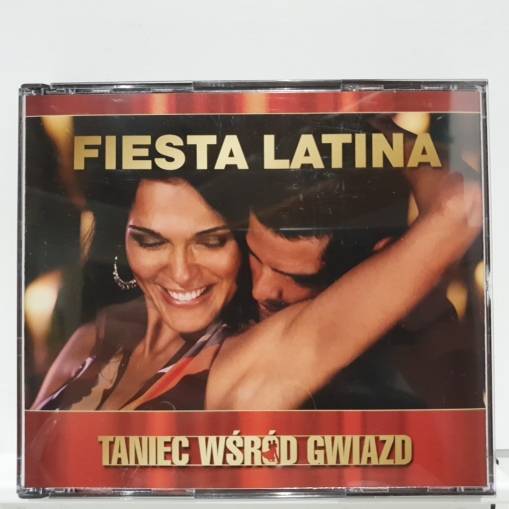 FIESTA LATINA
TANIEC WŚRÓD GWIAZD